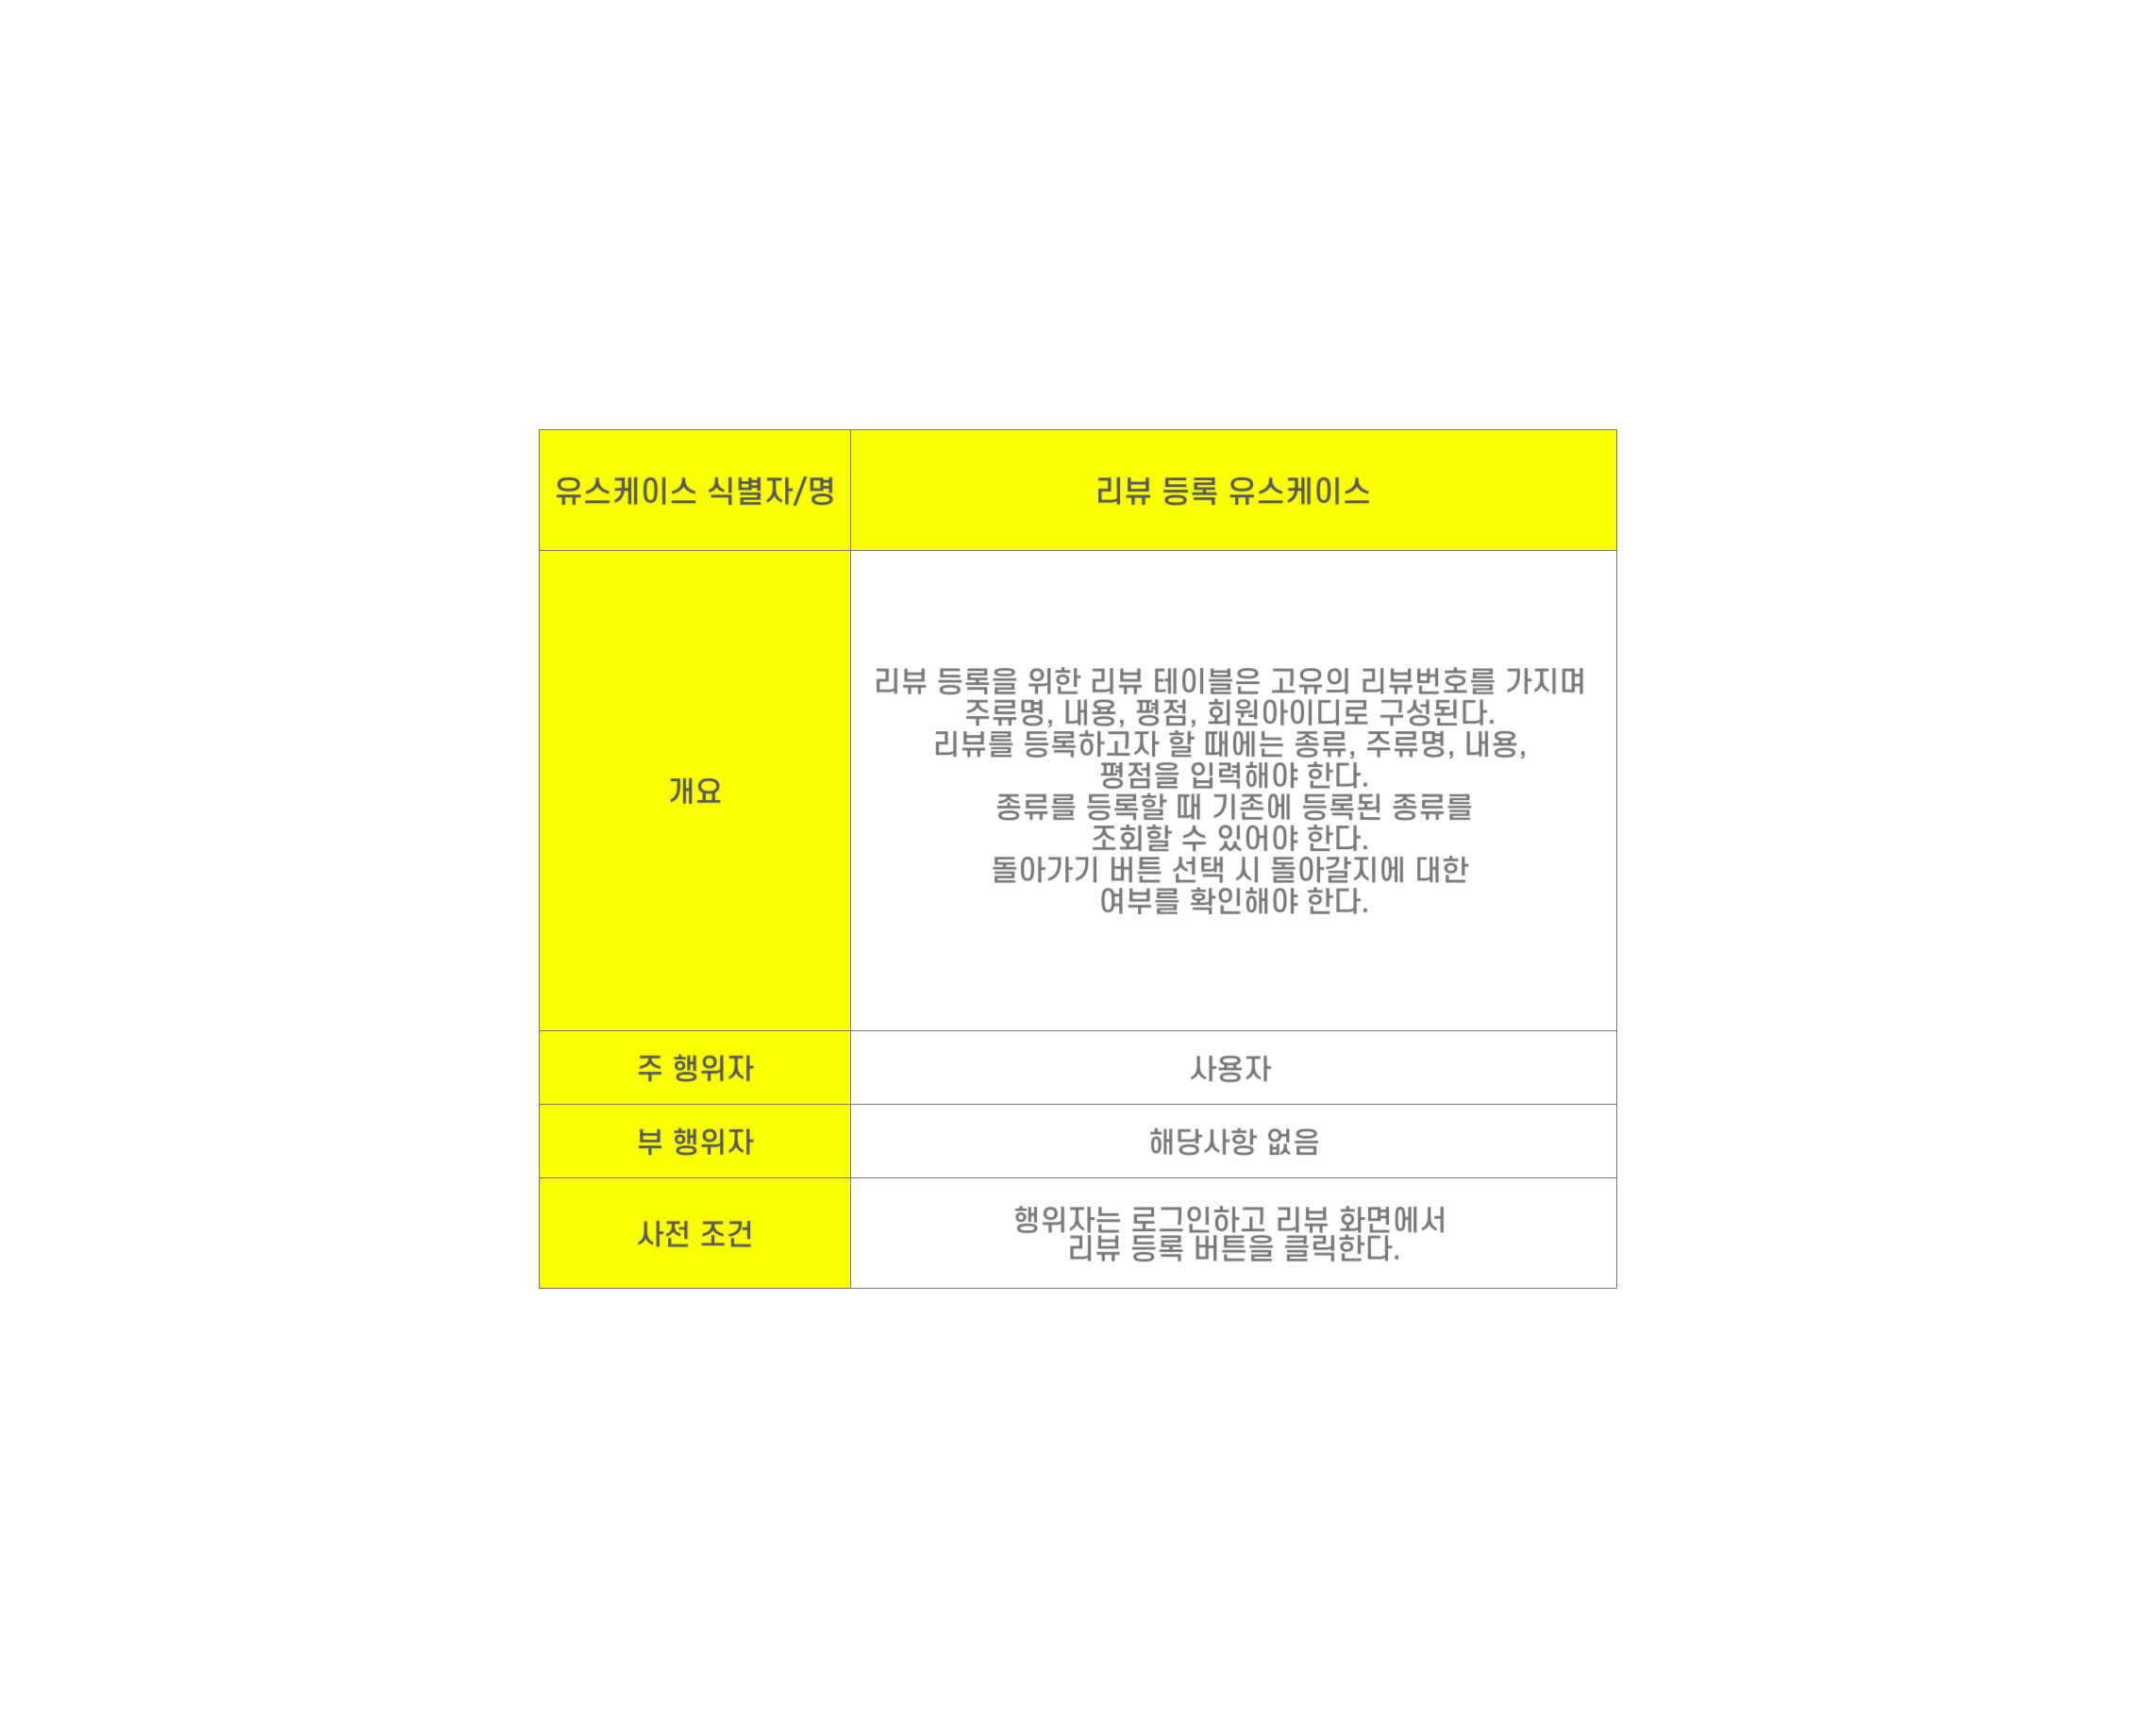 유스케이스 식별자/명
리뷰 등록 유스케이스
개요
리뷰 등록을 위한 리뷰 테이블은 고유의 리뷰번호를 가지며
주류명, 내용, 평점, 회원아이디로 구성된다.
리뷰를 등록하고자 할 때에는 종류, 주류명, 내용,
평점을 입력해야 한다.
종류를 등록할 때 기존에 등록된 종류를
조회할 수 있어야 한다.
돌아가기 버튼 선택 시 돌아갈지에 대한
여부를 확인해야 한다.
주 행위자
사용자
부 행위자
해당사항 없음
사전 조건
행위자는 로그인하고 리뷰 화면에서
리뷰 등록 버튼을 클릭한다.